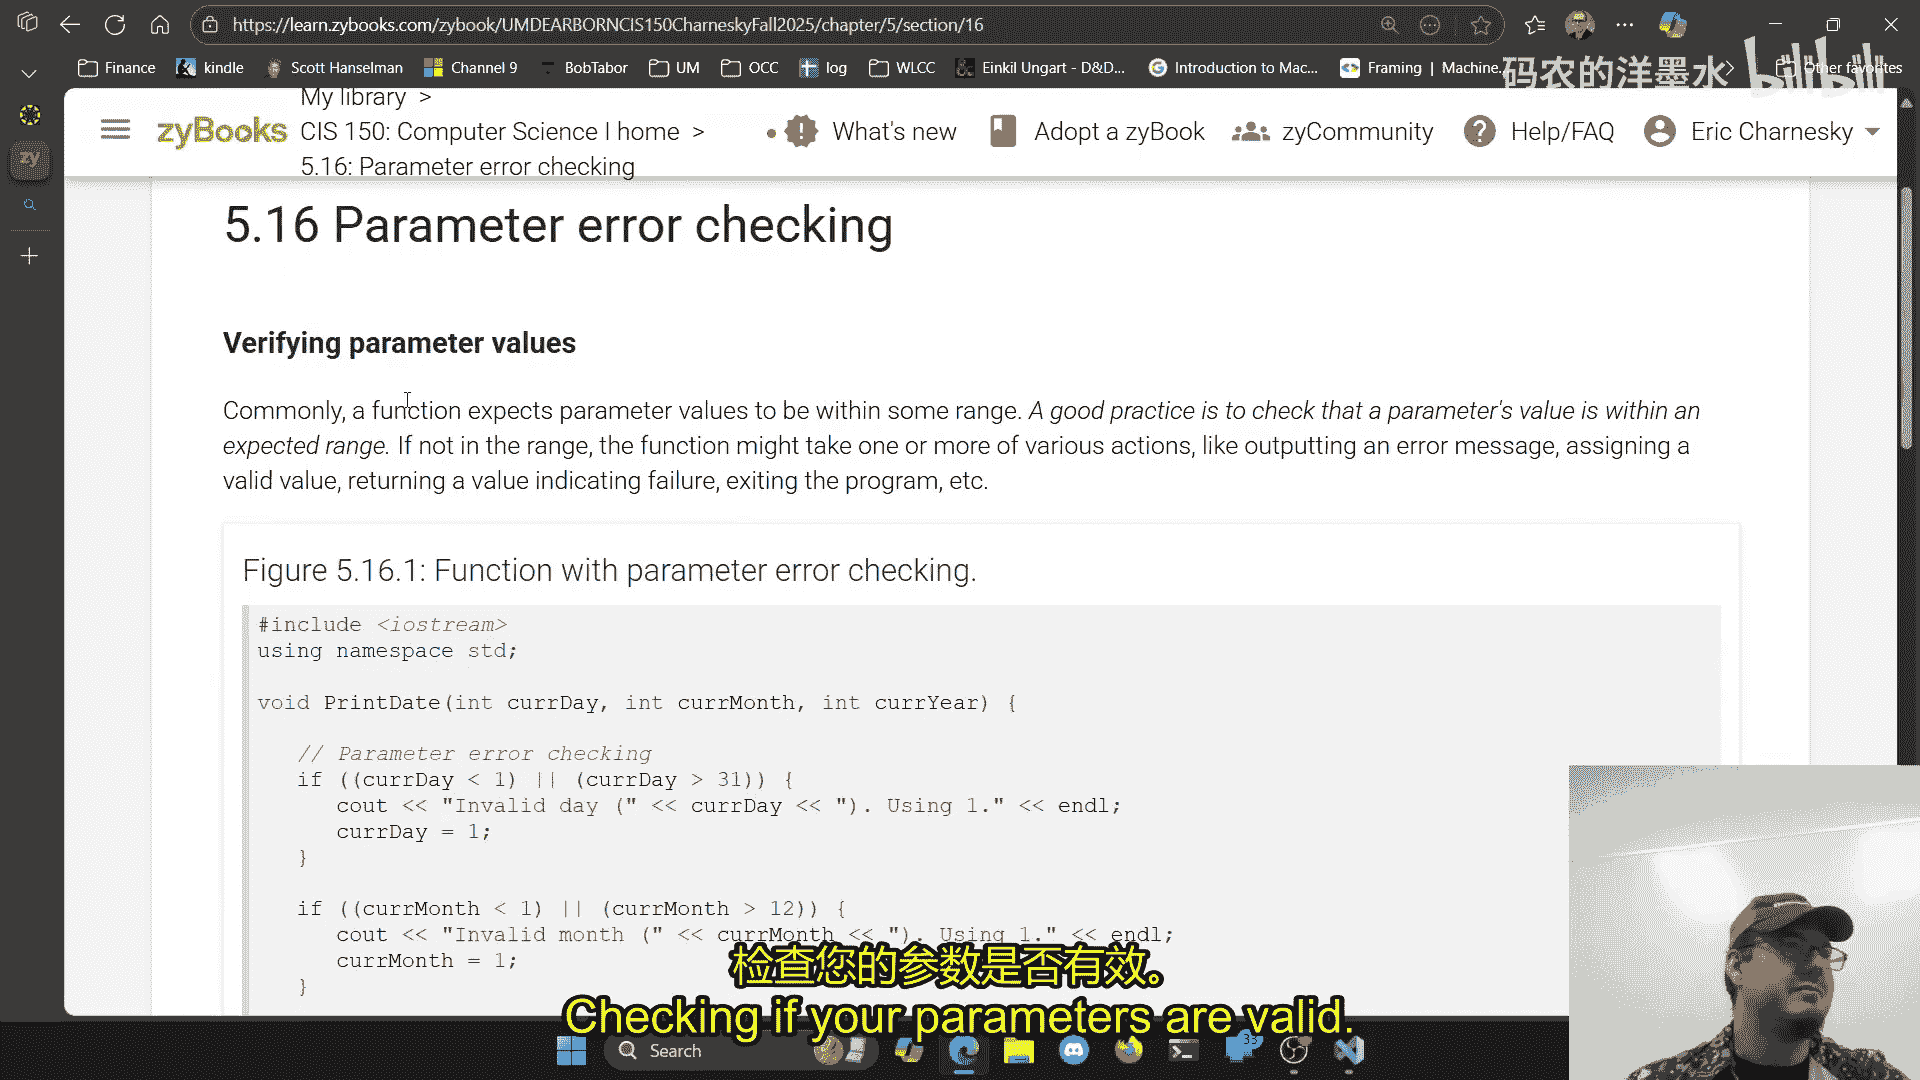 https://learn.zybooks.com/zybook/UMDEARBORNCIS150CharneskyFall2025/chapter/5/section/16
Finance
kindle
Scott Hanselman
Channel 9
BobTabor
UM
OCC
log
WLCC
Einkil Ungart - D&D...
Introduction to Mac...
Framing | Machine...
Other favorites
码农的洋墨水
bilibili
zy
zyBooks
My library >
CIS 150: Computer Science I home >
5.16: Parameter error checking
What's new
Adopt a zyBook
zyCommunity
Help/FAQ
Eric Charnesky
5.16 Parameter error checking
Verifying parameter values
Commonly, a function expects parameter values to be within some range. A good practice is to check that a parameter's value is within an
expected range. If not in the range, the function might take one or more of various actions, like outputting an error message, assigning a
valid value, returning a value indicating failure, exiting the program, etc.
Figure 5.16.1: Function with parameter error checking.
#include <iostream>
using namespace std;
void PrintDate(int currDay, int currMonth, int currYear) {
// Parameter error checking
if ((currDay < 1) || (currDay > 31)) {
cout << "Invalid day (" << currDay << "). Using 1." << endl;
currDay = 1;
}
if ((currMonth < 1) || (currMonth > 12)) {
cout << "Invalid month (" << currMonth << "). Using 1." << endl;
currMonth = 1;
}
检查您的参数是否有效。
Checking if your parameters are valid.
Search
33